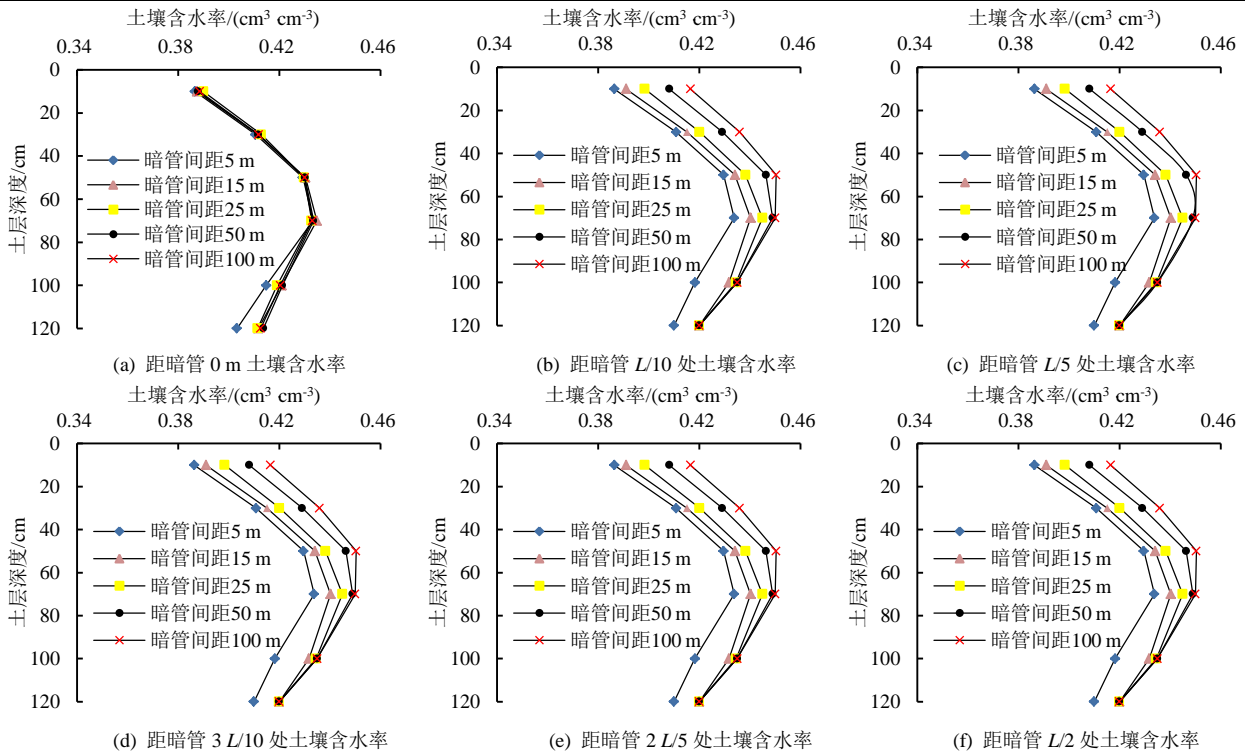 土壤含水率/(cm³ cm⁻³)
0.34 0.38 0.42 0.46
0
20
40
60
80
100
120
土层深度/cm
暗管间距5 m
暗管间距15 m
暗管间距25 m
暗管间距50 m
暗管间距100 m
(a) 距暗管 0 m 土壤含水率
土壤含水率/(cm³ cm⁻³)
0.34 0.38 0.42 0.46
0
20
40
60
80
100
120
土层深度/cm
暗管间距5 m
暗管间距15 m
暗管间距25 m
暗管间距50 m
暗管间距100 m
(b) 距暗管 L/10 处土壤含水率
土壤含水率/(cm³ cm⁻³)
0.34 0.38 0.42 0.46
0
20
40
60
80
100
120
土层深度/cm
暗管间距5 m
暗管间距15 m
暗管间距25 m
暗管间距50 m
暗管间距100 m
(c) 距暗管 L/5 处土壤含水率
土壤含水率/(cm³ cm⁻³)
0.34 0.38 0.42 0.46
0
20
40
60
80
100
120
土层深度/cm
暗管间距5 m
暗管间距15 m
暗管间距25 m
暗管间距50 m
暗管间距100 m
(d) 距暗管 3 L/10 处土壤含水率
土壤含水率/(cm³ cm⁻³)
0.34 0.38 0.42 0.46
0
20
40
60
80
100
120
土层深度/cm
暗管间距5 m
暗管间距15 m
暗管间距25 m
暗管间距50 m
暗管间距100 m
(e) 距暗管 2 L/5 处土壤含水率
土壤含水率/(cm³ cm⁻³)
0.34 0.38 0.42 0.46
0
20
40
60
80
100
120
土层深度/cm
暗管间距5 m
暗管间距15 m
暗管间距25 m
暗管间距50 m
暗管间距100 m
(f) 距暗管 L/2 处土壤含水率